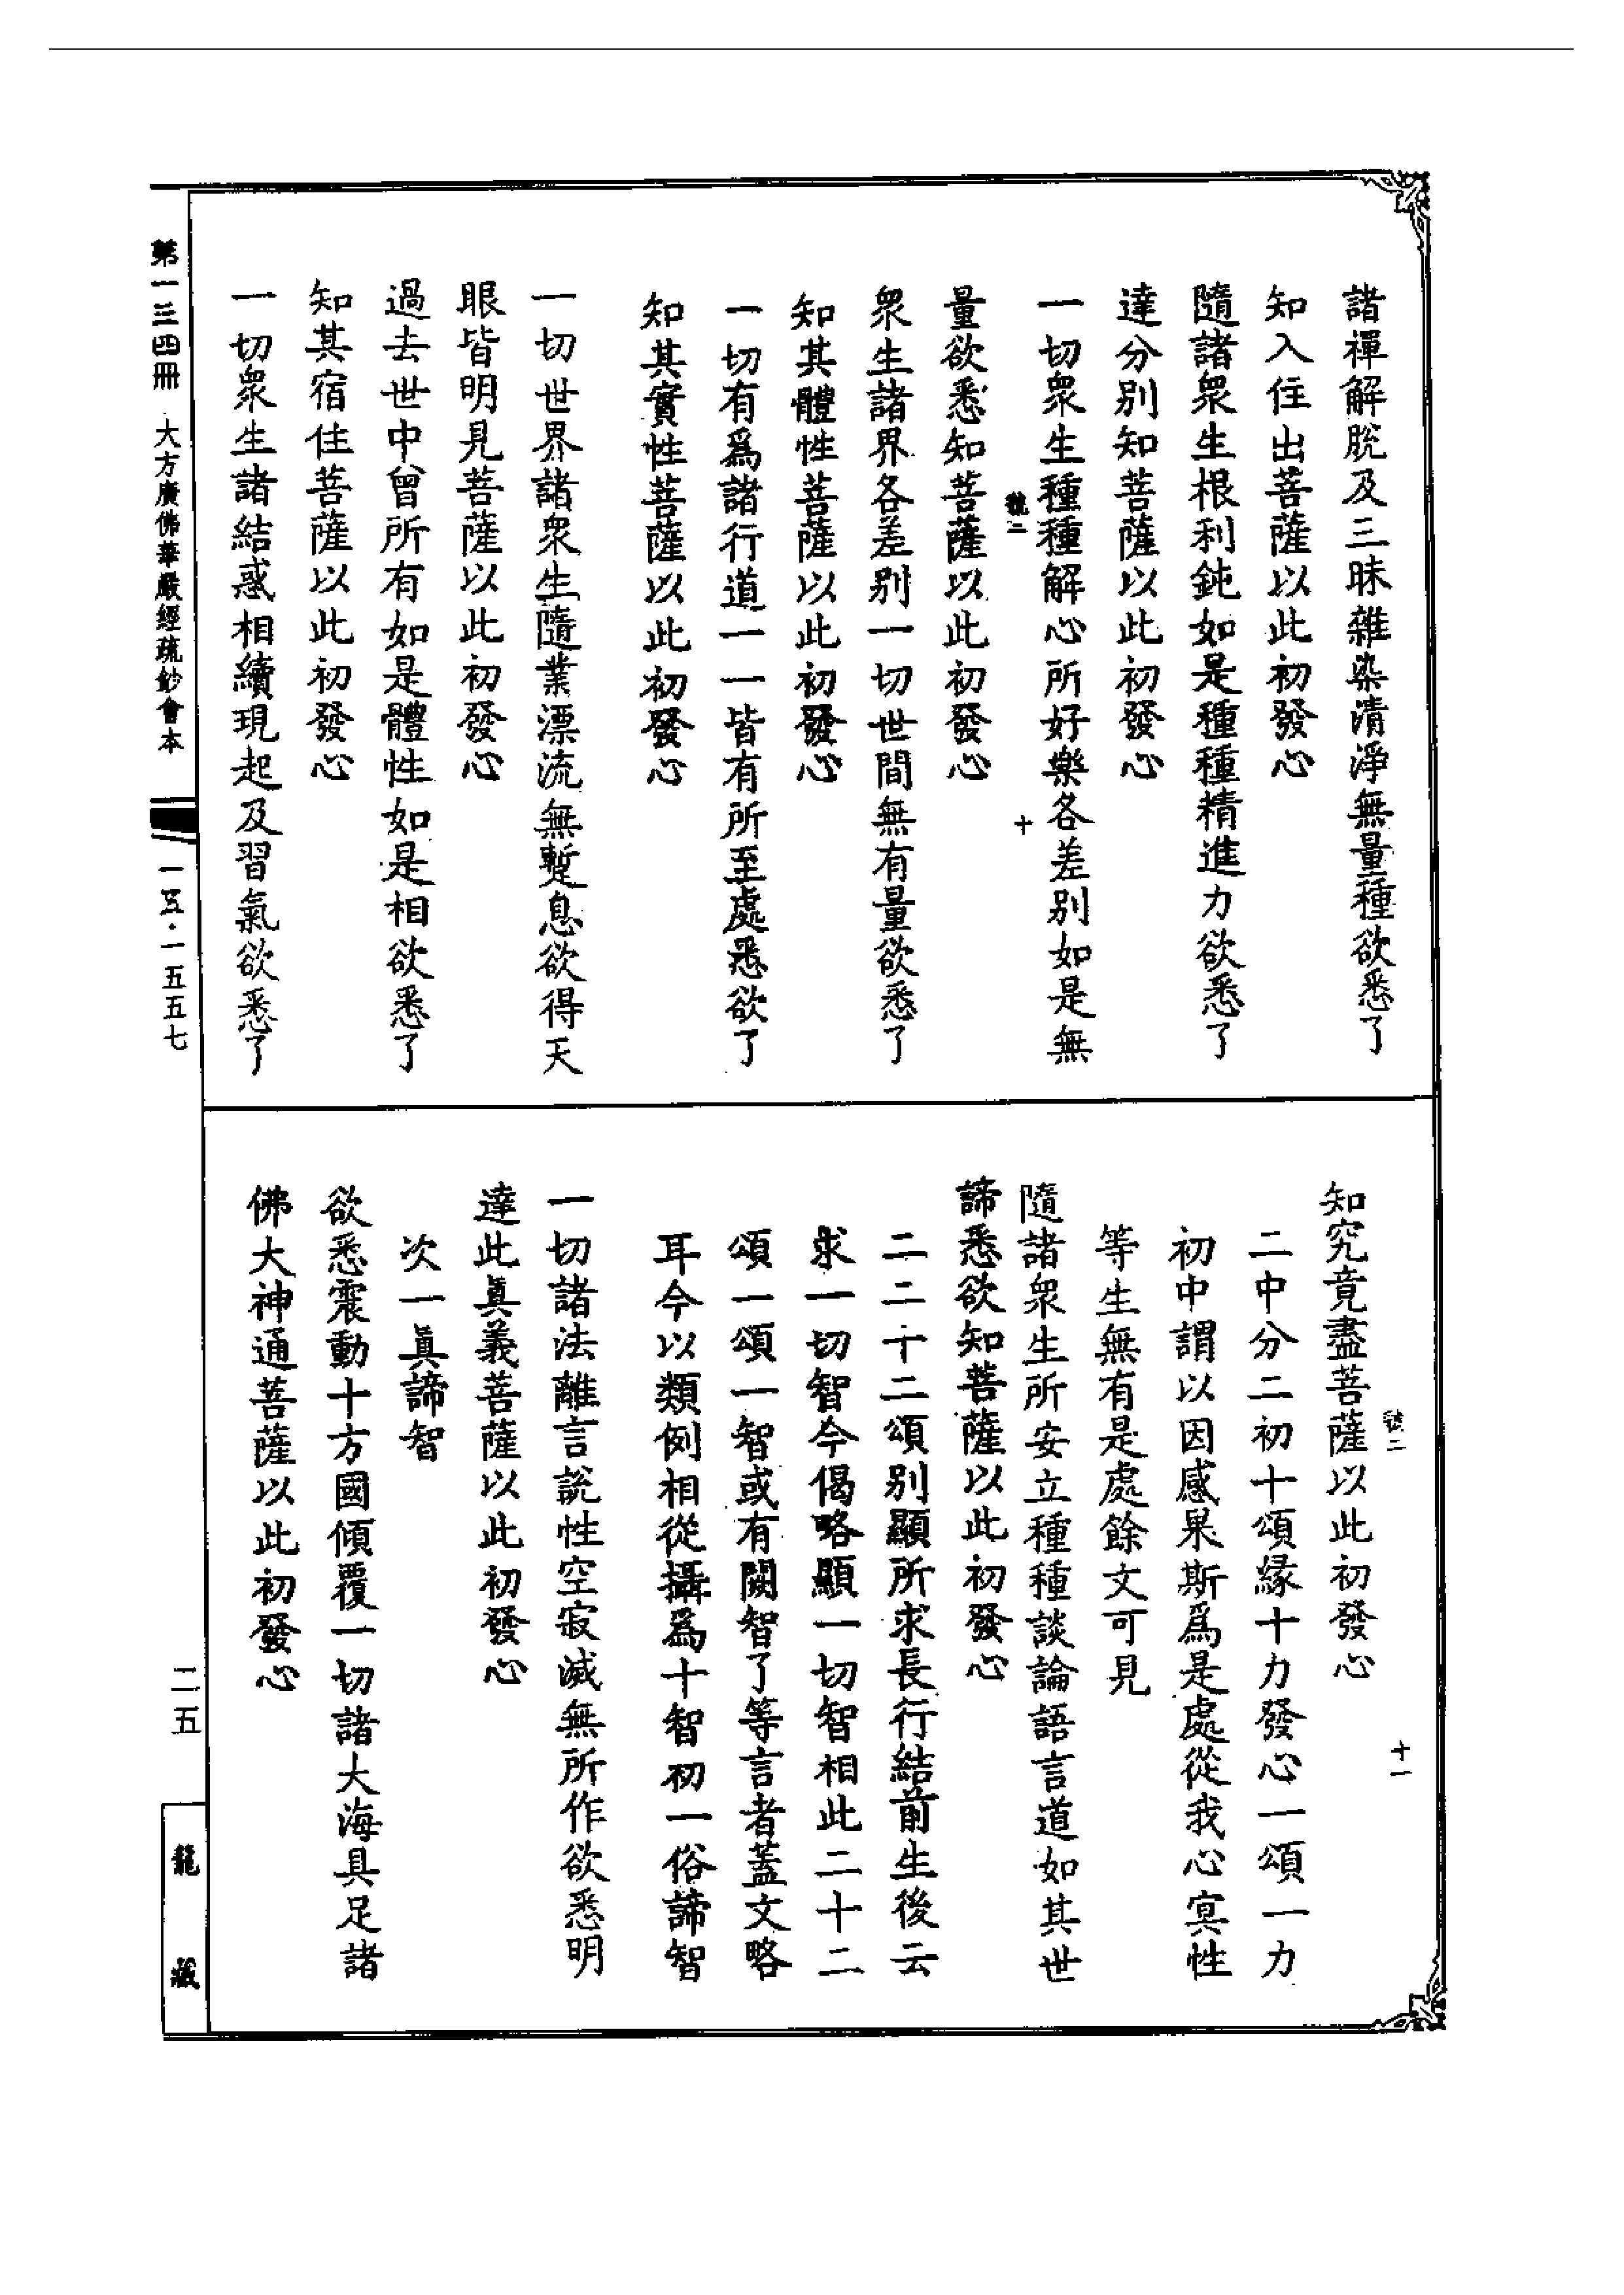 諸禪解脫及三昧雜染清淨無量種欲悉了
知入住出菩薩以此初發心
隨諸衆生根利鈍如是種種精進力欲悉了
達分別知菩薩以此初發心
一切衆生種種解心所好樂各差別如是無
號二
十
量欲悉知菩薩以此初發心
衆生諸界各差別一切世間無有量欲悉了
知其體性菩薩以此初發心
一切有爲諸行道一一皆有所至處悉欲了
知其實性菩薩以此初發心
一切世界諸衆生隨業漂流無暫息欲得天
眼皆明見菩薩以此初發心
過去世中曾所有如是體性如是相欲悉了
知其宿住菩薩以此初發心
一切衆生諸結惑相續現起及習氣欲悉了
號二
十一
知究竟盡菩薩以此初發心
二中分二初十頌緣十力發心一頌一力
初中謂以因感果斯爲是處從我心冥性
等生無有是處餘文可見
隨諸衆生所安立種種談論語言道如其世
諦悉欲知菩薩以此初發心
二二十二頌別顯所求長行結前生後云
求一切智今偈略顯一切智相此二十二
頌一頌一智或有闕智了等言者蓋文略
耳今以類例相從攝爲十智初一俗諦智
一切諸法離言說性空寂滅無所作欲悉明
達此眞義菩薩以此初發心
次一眞諦智
欲悉震動十方國傾覆一切諸大海具足諸
佛大神通菩薩以此初發心
第一三四冊 大方廣佛華嚴經疏鈔會本
一五·一五五七
二五
龍藏